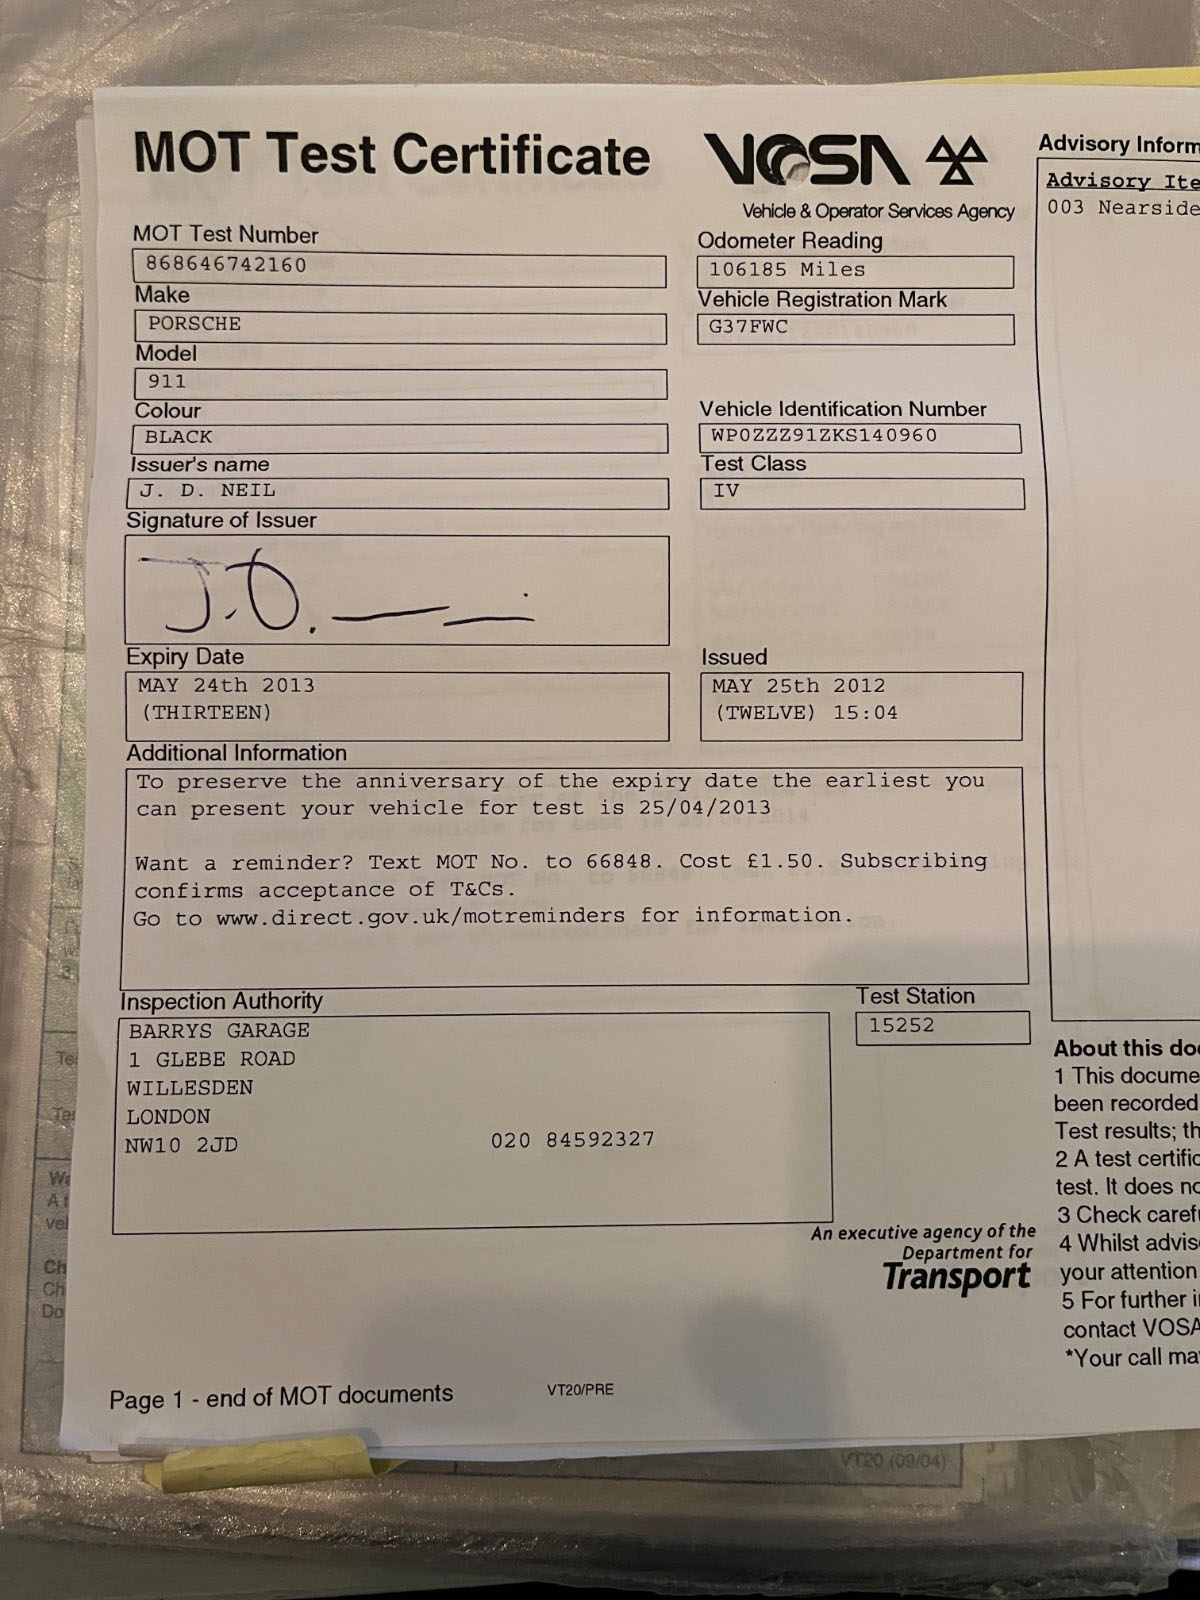 MOT Test Certificate
VOSA
Vehicle & Operator Services Agency
MOT Test Number
868646742160
Odometer Reading
106185 Miles
Make
PORSCHE
Vehicle Registration Mark
G37FWC
Model
911
Colour
BLACK
Vehicle Identification Number
WP0ZZZ91ZKS140960
Issuer's name
J. D. NEIL
Test Class
IV
Signature of Issuer
J.D.
Expiry Date
MAY 24th 2013
(THIRTEEN)
Issued
MAY 25th 2012
(TWELVE) 15:04
Additional Information
To preserve the anniversary of the expiry date the earliest you
can present your vehicle for test is 25/04/2013
Want a reminder? Text MOT No. to 66848. Cost £1.50. Subscribing
confirms acceptance of T&Cs.
Go to www.direct.gov.uk/motreminders for information.
Inspection Authority
BARRYS GARAGE
1 GLEBE ROAD
WILLESDEN
LONDON
NW10 2JD 020 84592327
Test Station
15252
An executive agency of the
Department for
Transport
Page 1 - end of MOT documents
VT20/PRE
Advisory Inform
Advisory Ite
003 Nearside
About this do
1 This docume
been recorded
Test results; th
2 A test certific
test. It does no
3 Check caref
4 Whilst advis
your attention
5 For further i
contact VOSA
*Your call ma
VT20 (09/04)
Ch
Ch
Do